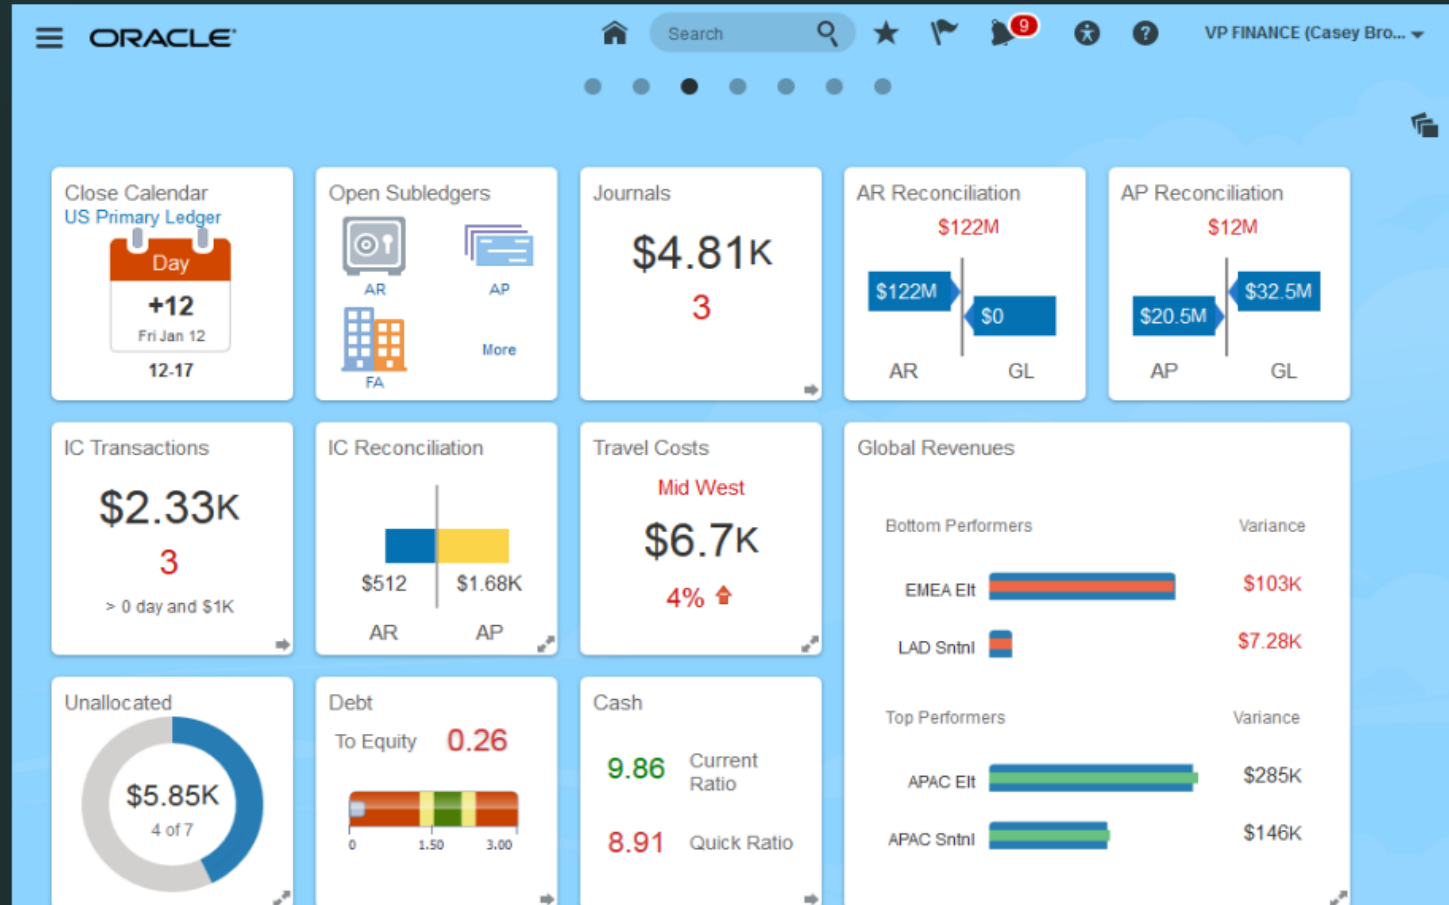 ORACLE
Search
9
VP FINANCE (Casey Bro...
Close Calendar
US Primary Ledger
Day
+12
Fri Jan 12
12-17
Open Subledgers
AR
AP
FA
More
Journals
$4.81K
3
AR Reconciliation
$122M
$122M
$0
AR GL
AP Reconciliation
$12M
$32.5M
$20.5M
AP GL
IC Transactions
$2.33K
3
> 0 day and $1K
IC Reconciliation
$512 $1.68K
AR AP
Travel Costs
Mid West
$6.7K
4%
Global Revenues
Bottom Performers Variance
EMEA Elt $103K
LAD Sntnl $7.28K
Top Performers Variance
APAC Elt $285K
APAC Sntnl $146K
Unallocated
$5.85K
4 of 7
Debt
To Equity 0.26
0 1.50 3.00
Cash
9.86 Current
Ratio
8.91 Quick Ratio